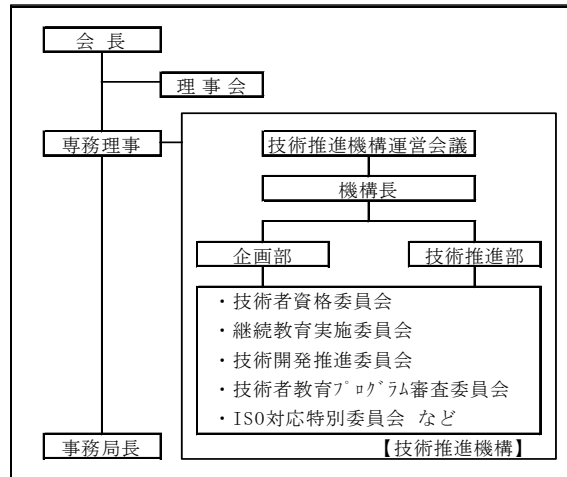 会 長
理 事 会
専務理事
技術推進機構運営会議
機構長
企画部
技術推進部
・技術者資格委員会
・継続教育実施委員会
・技術開発推進委員会
・技術者教育ﾌﾟﾛｸﾞﾗﾑ審査委員会
・ISO対応特別委員会 など
事務局長
【技術推進機構】